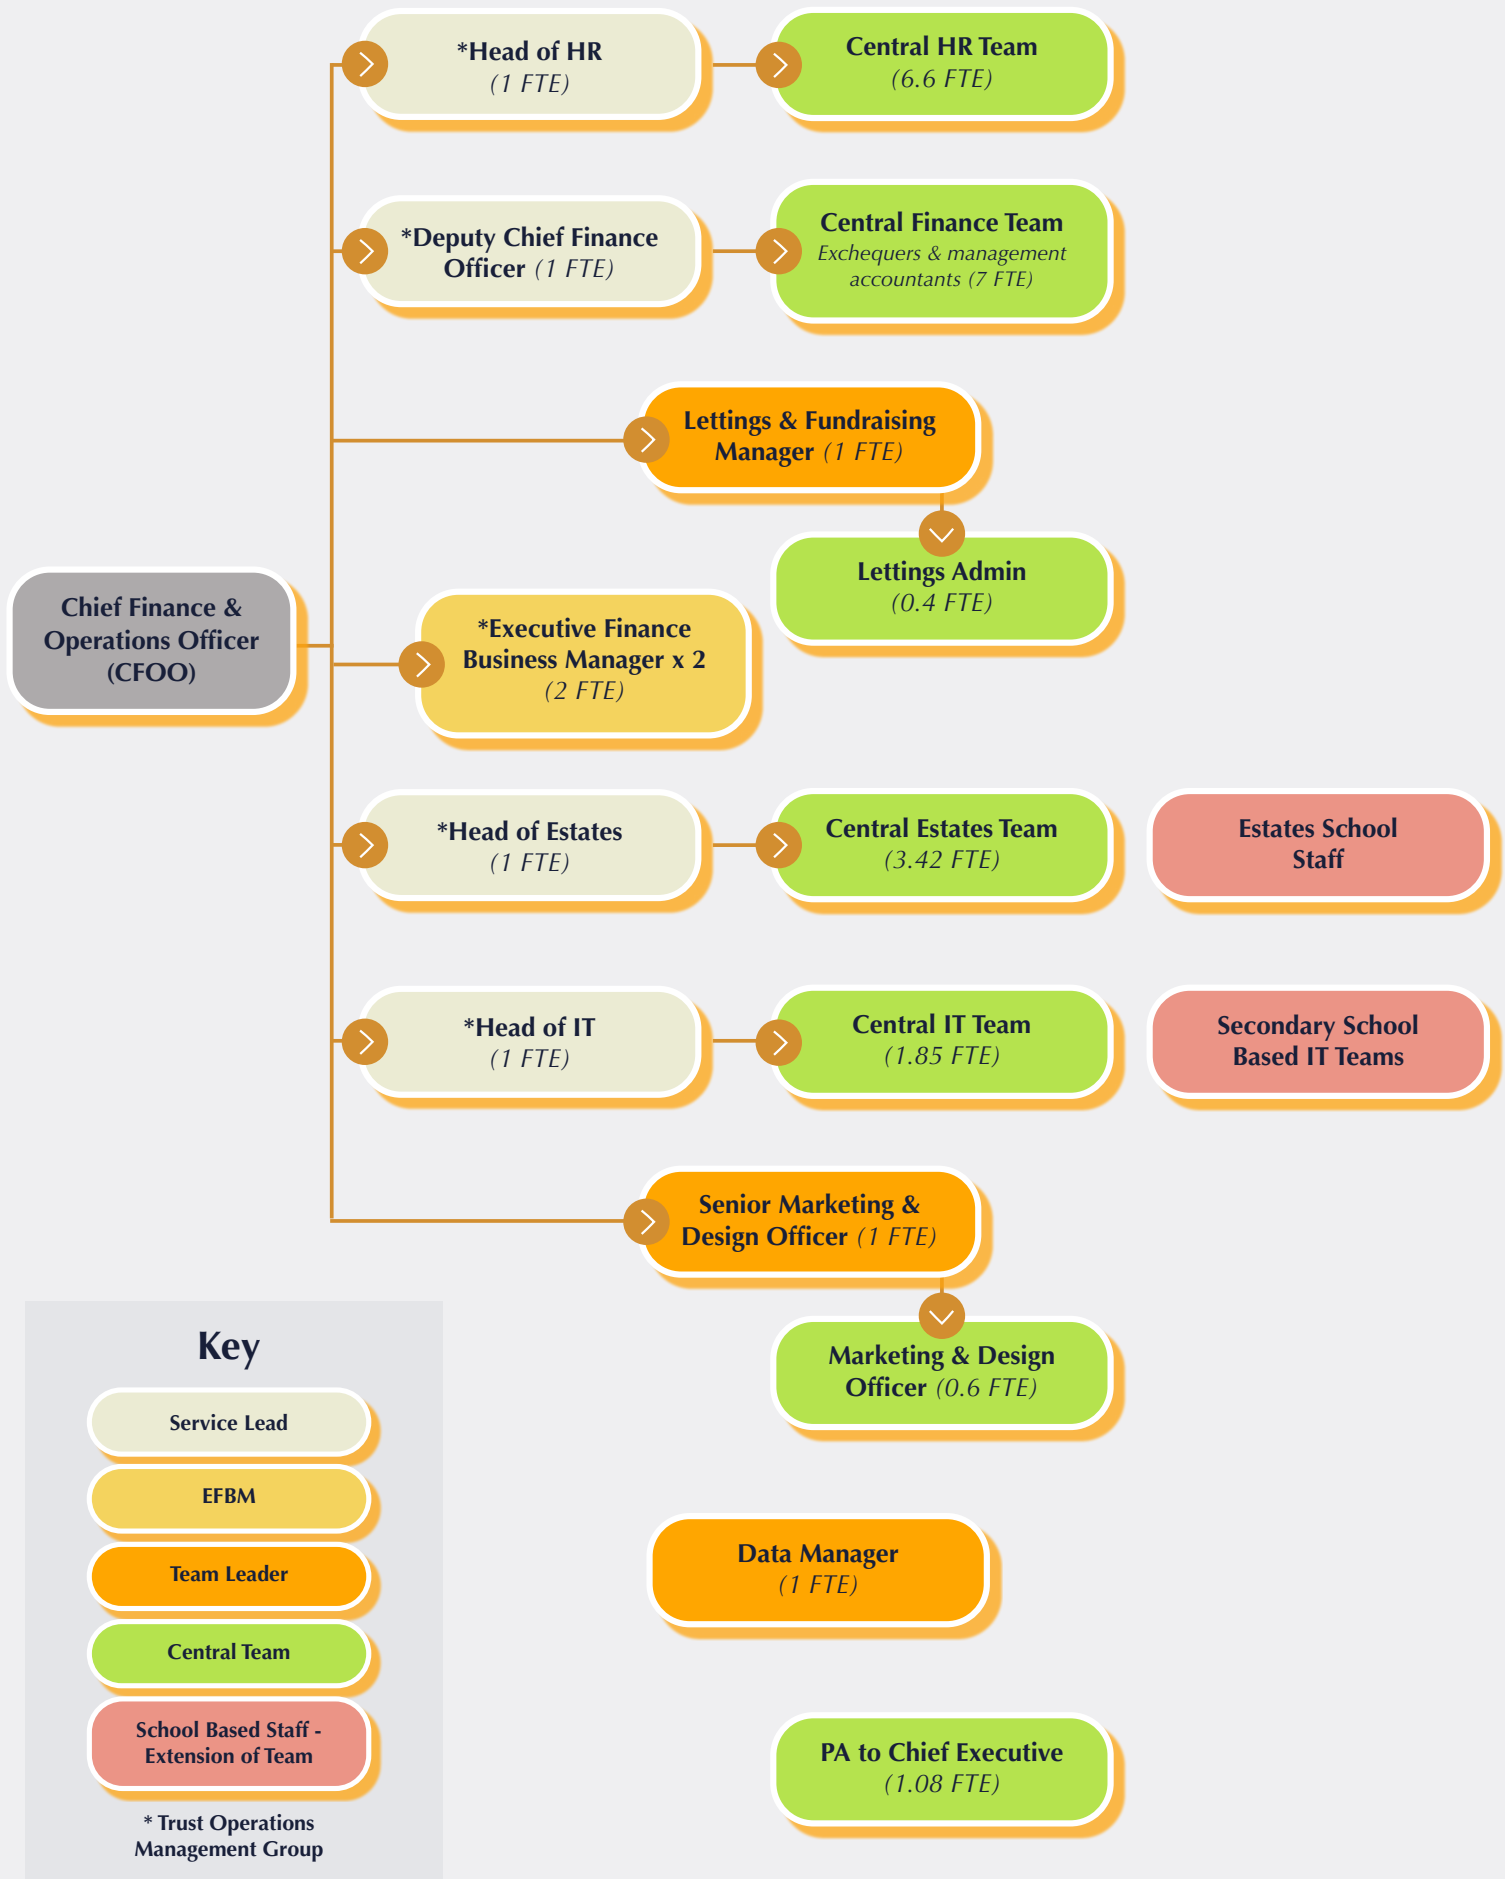 *Head of HR
(1 FTE)
Central HR Team
(6.6 FTE)
*Deputy Chief Finance
Officer (1 FTE)
Central Finance Team
Exchequers & management
accountants (7 FTE)
Lettings & Fundraising
Manager (1 FTE)
Lettings Admin
(0.4 FTE)
Chief Finance &
Operations Officer
(CFOO)
*Executive Finance
Business Manager x 2
(2 FTE)
*Head of Estates
(1 FTE)
Central Estates Team
(3.42 FTE)
Estates School
Staff
*Head of IT
(1 FTE)
Central IT Team
(1.85 FTE)
Secondary School
Based IT Teams
Senior Marketing &
Design Officer (1 FTE)
Marketing & Design
Officer (0.6 FTE)
Data Manager
(1 FTE)
PA to Chief Executive
(1.08 FTE)
Key
Service Lead
EFBM
Team Leader
Central Team
School Based Staff -
Extension of Team
* Trust Operations
Management Group